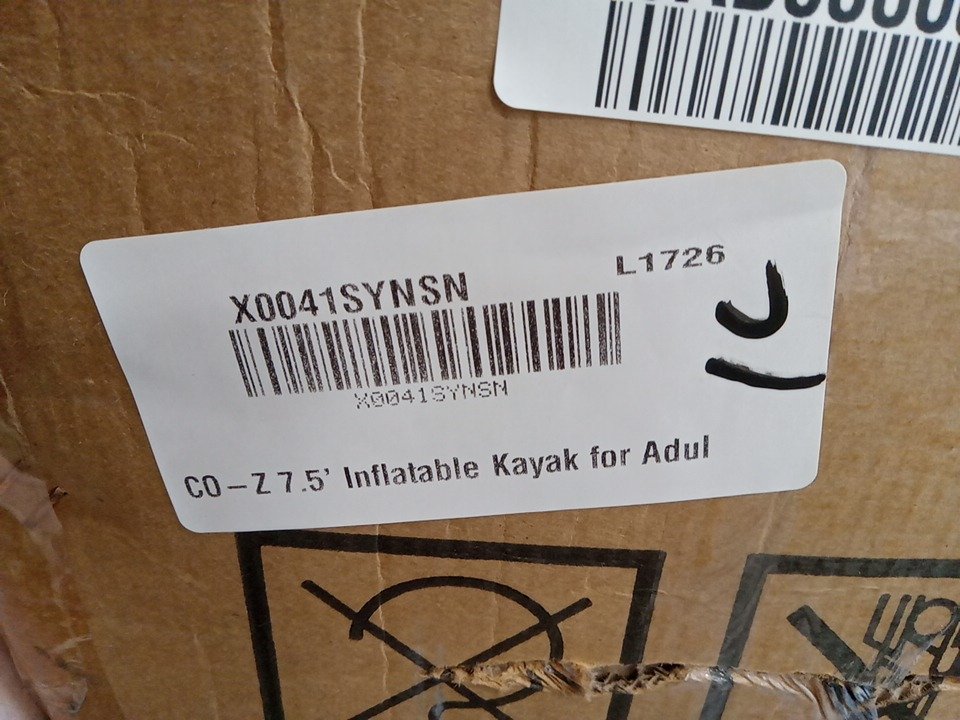 L1726
X0041SYNSN
X0041SYNSN
CO-Z 7.5' Inflatable Kayak for Adul